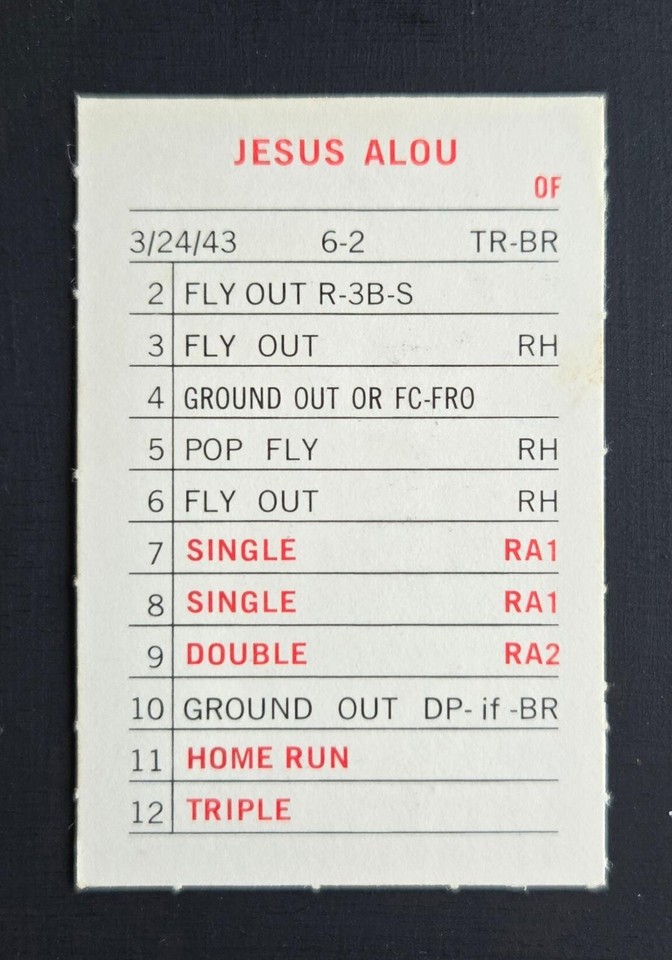 JESUS ALOU
OF
3/24/43 6-2 TR-BR
2 FLY OUT R-3B-S
3 FLY OUT RH
4 GROUND OUT OR FC-FRO
5 POP FLY RH
6 FLY OUT RH
7 SINGLE RA1
8 SINGLE RA1
9 DOUBLE RA2
10 GROUND OUT DP- if -BR
11 HOME RUN
12 TRIPLE